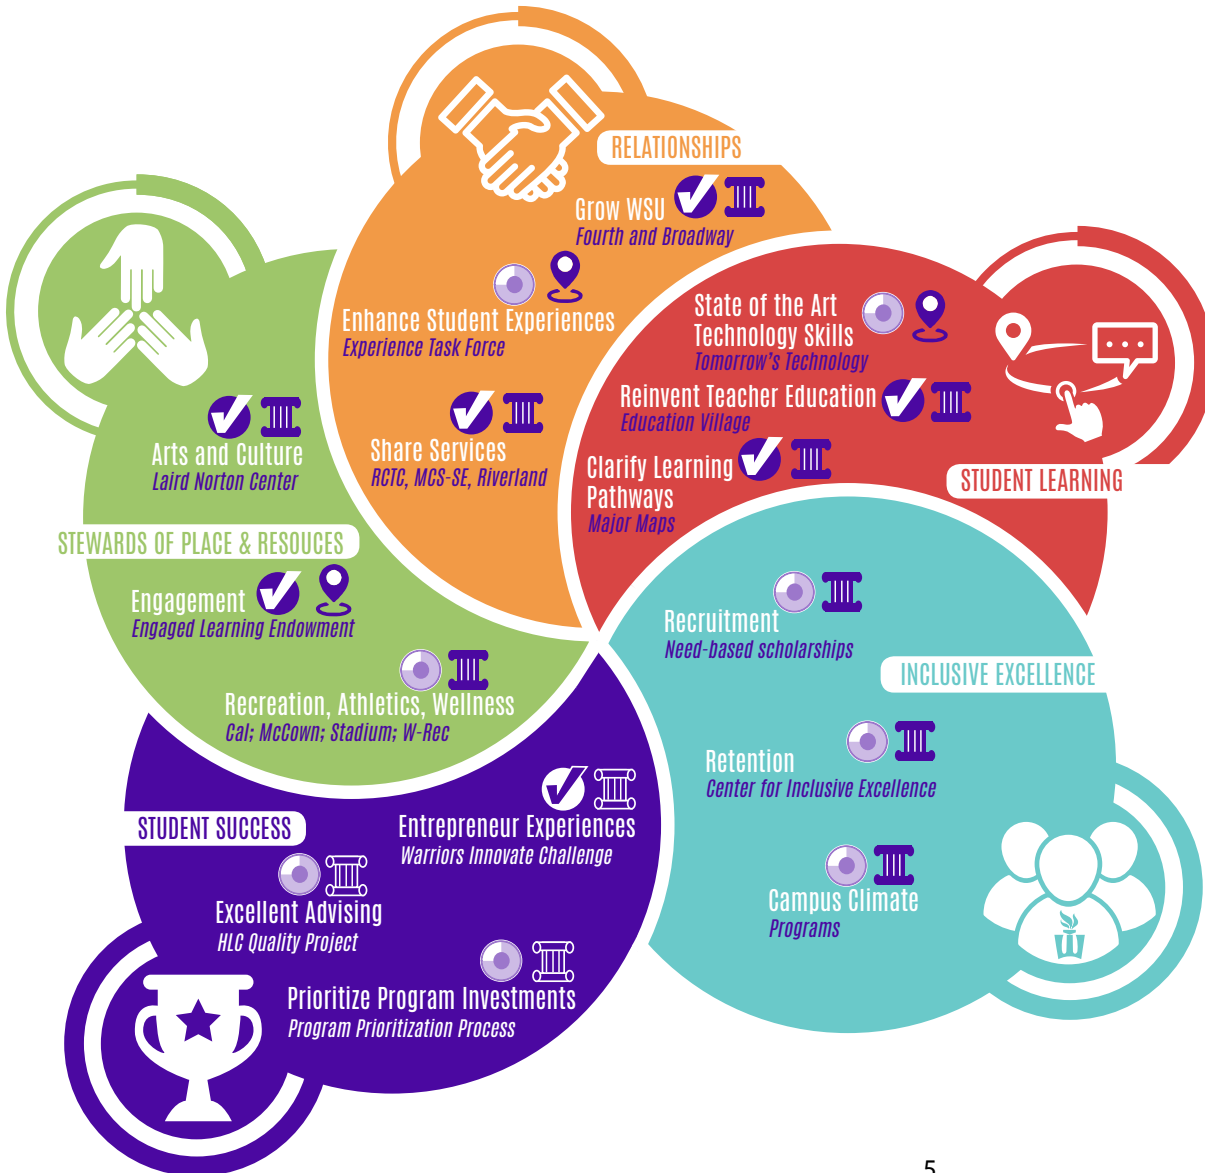 RELATIONSHIPS
Grow WSU
Fourth and Broadway
Enhance Student Experiences
Experience Task Force
Share Services
RCTC, MCS-SE, Riverland
State of the Art
Technology Skills
Tomorrow's Technology
Reinvent Teacher Education
Education Village
Clarify Learning
Pathways
Major Maps
STUDENT LEARNING
Arts and Culture
Laird Norton Center
STEWARDS OF PLACE & RESOUCES
Engagement
Engaged Learning Endowment
Recreation, Athletics, Wellness
Cal; McCown; Stadium; W-Rec
Recruitment
Need-based scholarships
INCLUSIVE EXCELLENCE
Retention
Center for Inclusive Excellence
Campus Climate
Programs
W
STUDENT SUCCESS
Entrepreneur Experiences
Warriors Innovate Challenge
Excellent Advising
HLC Quality Project
Prioritize Program Investments
Program Prioritization Process
5